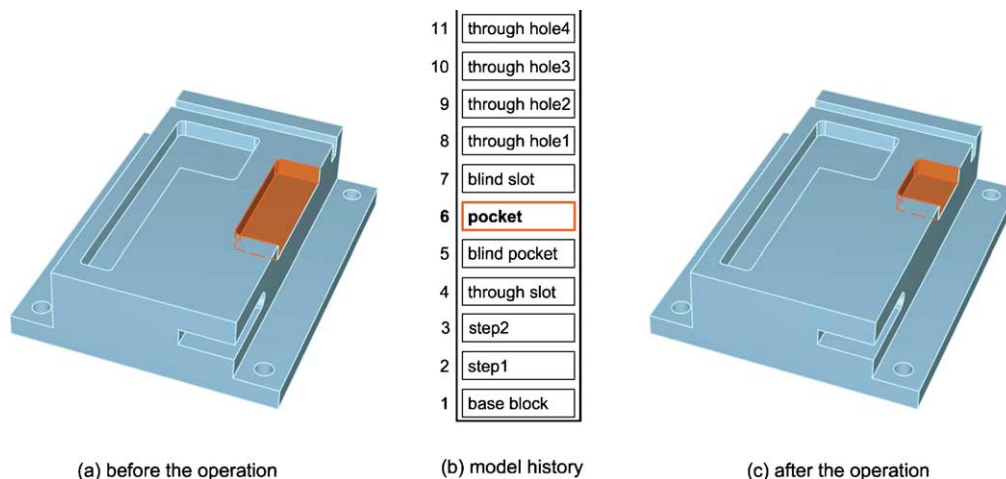 11 through hole4
10 through hole3
9 through hole2
8 through hole1
7 blind slot
6 pocket
5 blind pocket
4 through slot
3 step2
2 step1
1 base block
(a) before the operation
(b) model history
(c) after the operation